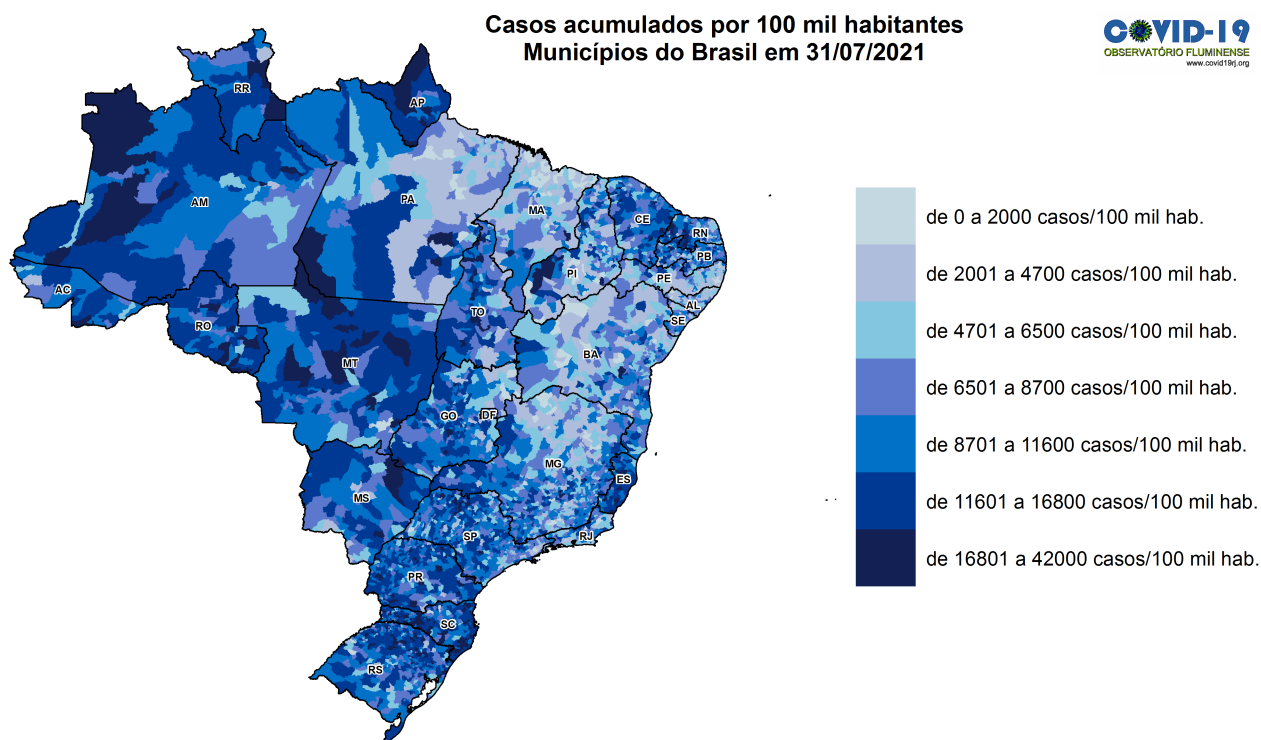 Casos acumulados por 100 mil habitantes
Municípios do Brasil em 31/07/2021
COVID-19
OBSERVATÓRIO FLUMINENSE
www.covid19rj.org
RR
AP
AM
PA
MA
CE
RN
PB
PI
PE
AC
AL
SE
TO
RO
BA
MT
GO
DF
MG
ES
MS
SP
RJ
PR
SC
RS
de 0 a 2000 casos/100 mil hab.
de 2001 a 4700 casos/100 mil hab.
de 4701 a 6500 casos/100 mil hab.
de 6501 a 8700 casos/100 mil hab.
de 8701 a 11600 casos/100 mil hab.
de 11601 a 16800 casos/100 mil hab.
de 16801 a 42000 casos/100 mil hab.